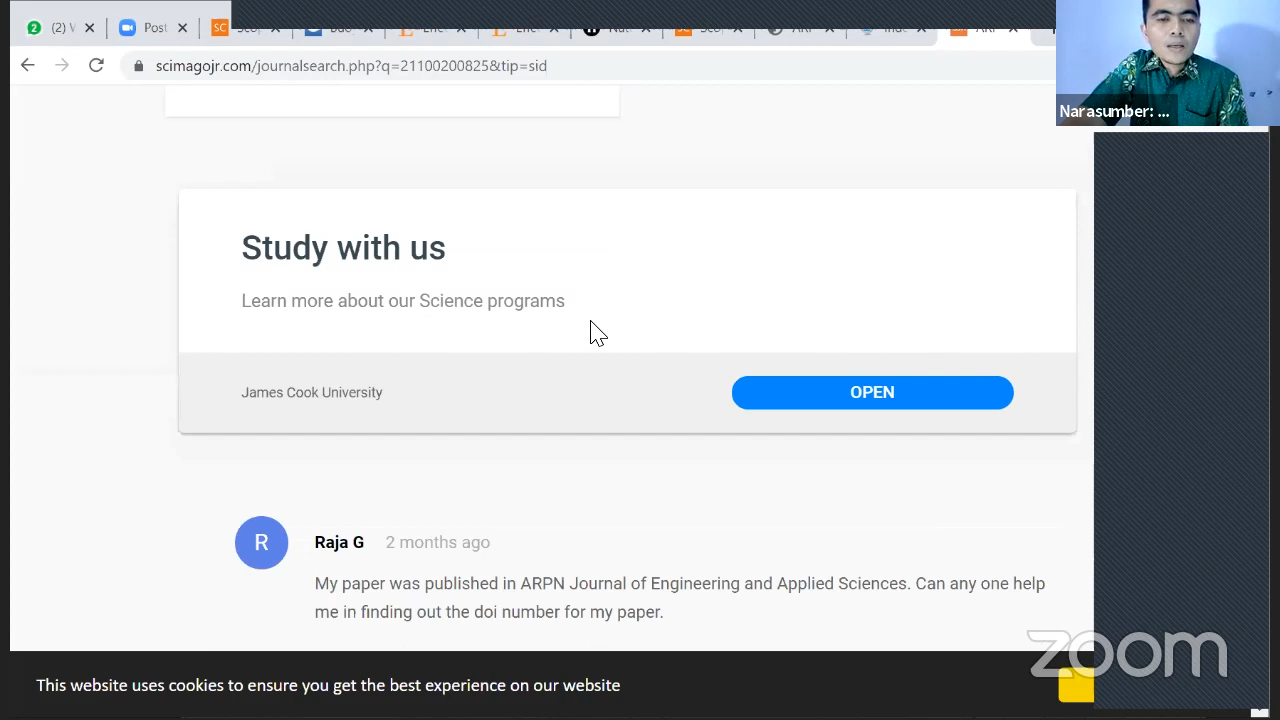 (2) W
Post
scimagojr.com/journalsearch.php?q=21100200825&tip=sid
Narasumber: ...
Study with us
Learn more about our Science programs
James Cook University
OPEN
R
Raja G
2 months ago
My paper was published in ARPN Journal of Engineering and Applied Sciences. Can any one help
me in finding out the doi number for my paper.
zoom
This website uses cookies to ensure you get the best experience on our website